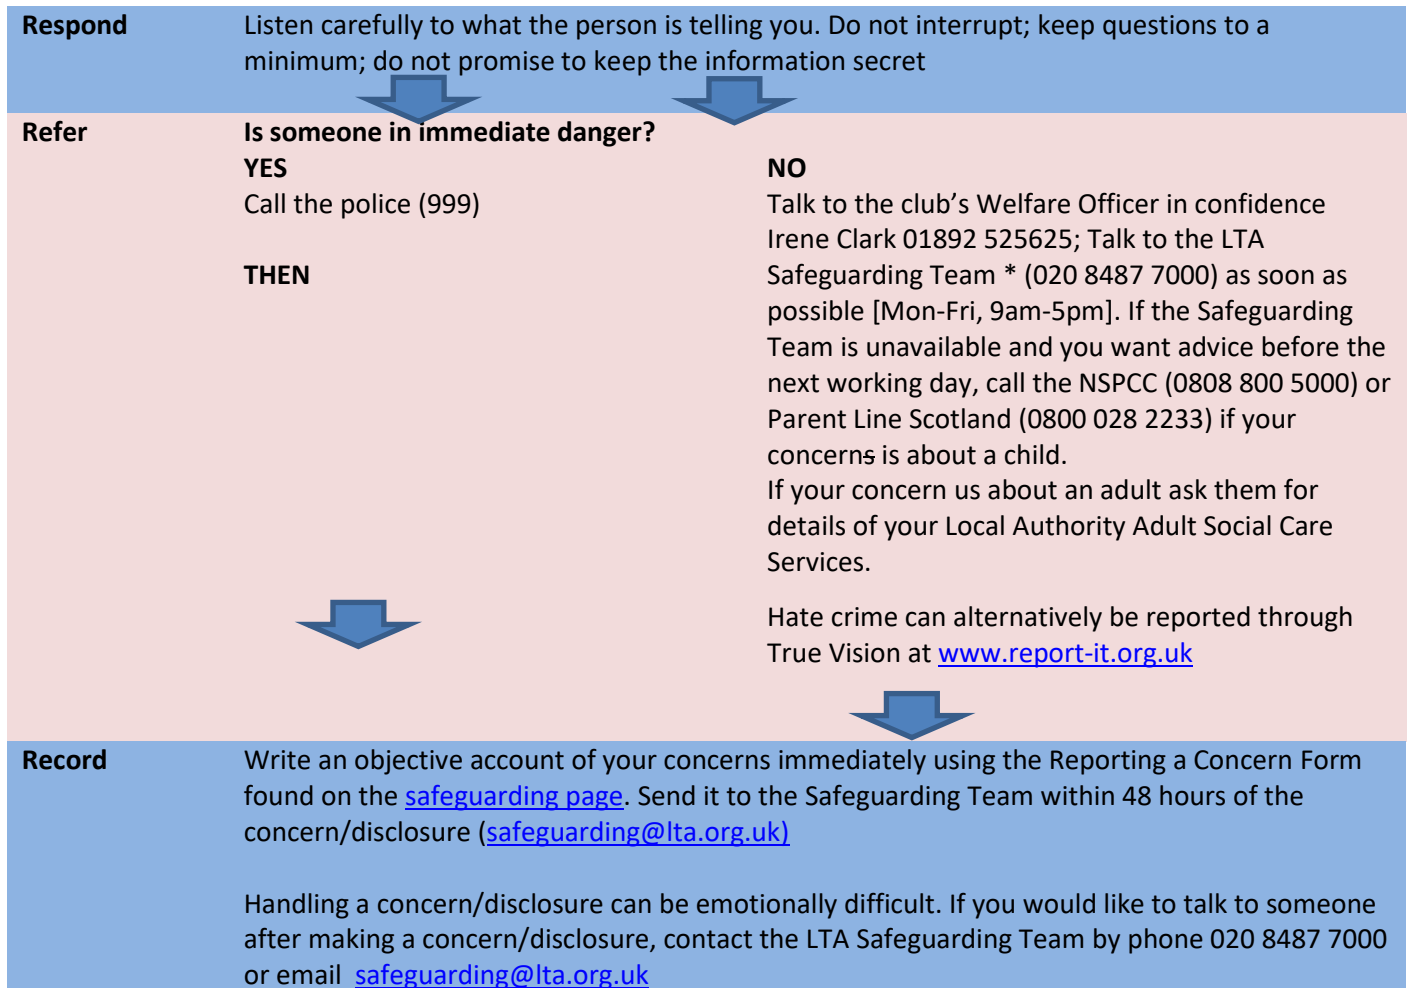 Respond
Listen carefully to what the person is telling you. Do not interrupt; keep questions to a
minimum; do not promise to keep the information secret
Refer
Is someone in immediate danger?
YES
Call the police (999)
THEN
NO
Talk to the club’s Welfare Officer in confidence
Irene Clark 01892 525625; Talk to the LTA
Safeguarding Team * (020 8487 7000) as soon as
possible [Mon-Fri, 9am-5pm]. If the Safeguarding
Team is unavailable and you want advice before the
next working day, call the NSPCC (0808 800 5000) or
Parent Line Scotland (0800 028 2233) if your
concerns is about a child.
If your concern us about an adult ask them for
details of your Local Authority Adult Social Care
Services.
Hate crime can alternatively be reported through
True Vision at www.report-it.org.uk
Record
Write an objective account of your concerns immediately using the Reporting a Concern Form
found on the safeguarding page. Send it to the Safeguarding Team within 48 hours of the
concern/disclosure (safeguarding@lta.org.uk)
Handling a concern/disclosure can be emotionally difficult. If you would like to talk to someone
after making a concern/disclosure, contact the LTA Safeguarding Team by phone 020 8487 7000
or email safeguarding@lta.org.uk